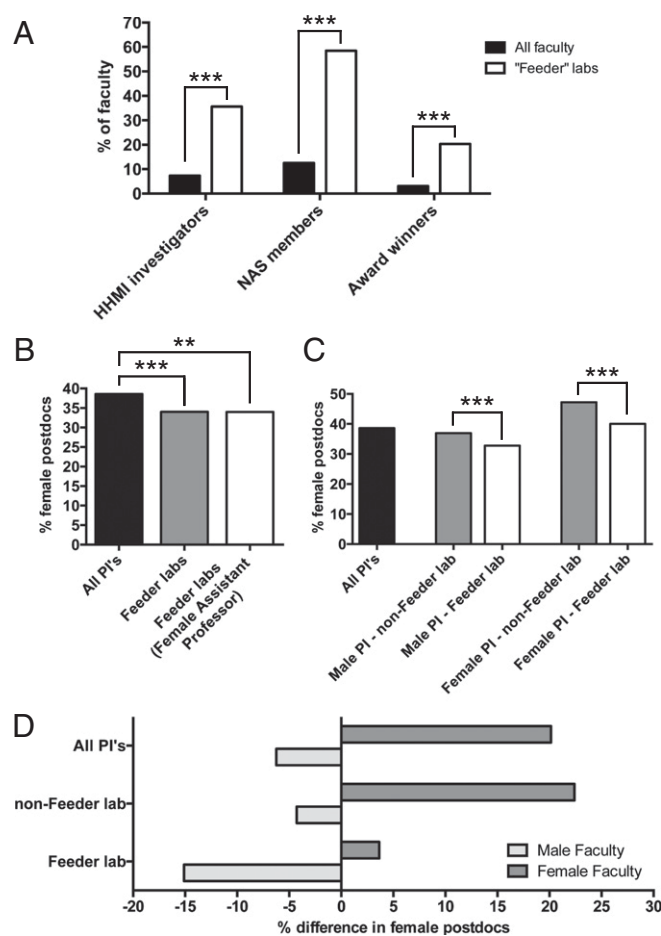 A
% of faculty
70
60
50
40
30
20
10
0
***
***
***
All faculty
"Feeder" labs
HHMI investigators
NAS members
Award winners
B
% female postdocs
40
35
30
25
20
15
10
5
0
**
***
All PI's
Feeder labs
Feeder labs
(Female Assistant
Professor)
C
% female postdocs
50
40
30
20
10
0
***
***
All PI's
Male PI - non-Feeder lab
Male PI - Feeder lab
Female PI - non-Feeder lab
Female PI - Feeder lab
D
All PI's
non-Feeder lab
Feeder lab
Male Faculty
Female Faculty
-20 -15 -10 -5 0 5 10 15 20 25 30
% difference in female postdocs